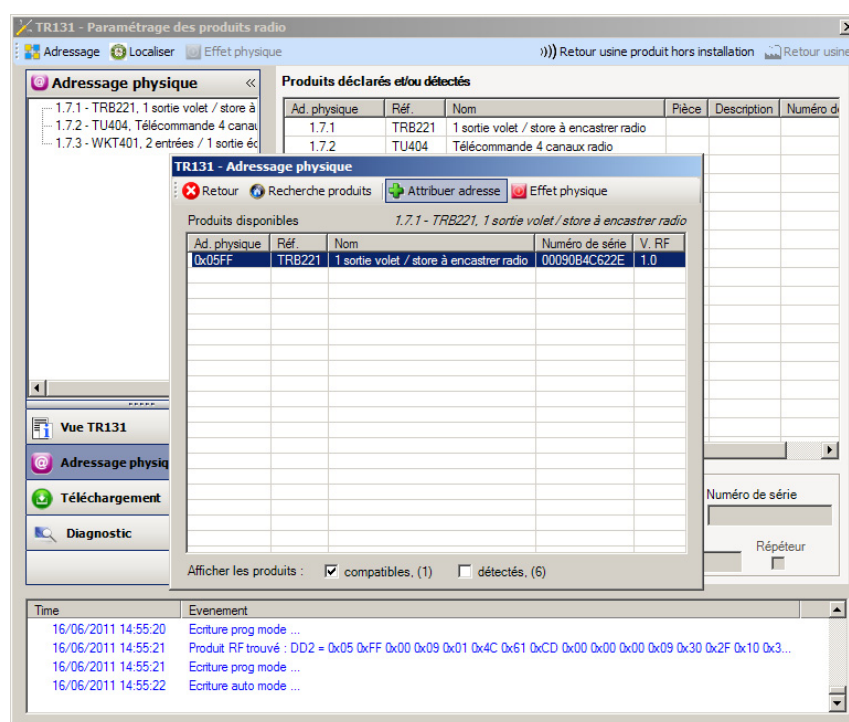 TR131 - Paramétrage des produits radio
Adressage Localiser Effet physique Retour usine produit hors installation Retour usine
Adressage physique
Produits déclarés et/ou détectés
1.7.1 - TRB221, 1 sortie volet / store à
1.7.2 - TU404, Télécommande 4
1.7.3 - WKT401, 2 entrées / 1 sortie
Ad. physique Réf. Nom Pièce Description Numéro
1.7.1 TRB221 1 sortie volet / store à encastrer radio
1.7.2 TU404 Télécommande 4 canaux radio
TR131 - Adressage physique
Retour Recherche produits Attribuer adresse Effet physique
Produits disponibles 1.7.1 - TRB221, 1 sortie volet / store à encastrer radio
Ad. physique Réf. Nom Numéro de série V. RF
0x05FF TRB221 1 sortie volet / store à encastrer radio 00090B4C622E 1.0
Afficher les produits : compatibles, (1) détectés, (6)
Vue TR131
Adressage physiq
Téléchargement
Diagnostic
Numéro de série
Répéteur
Time Evenement
16/06/2011 14:55:20 Ecriture prog mode ...
16/06/2011 14:55:21 Produit RF trouvé : DD2 = 0x05 0xFF 0x00 0x09 0x01 0x4C 0x61 0xCD 0x00 0x00 0x00 0x09 0x30 0x2F 0x10 0x3...
16/06/2011 14:55:21 Ecriture prog mode ...
16/06/2011 14:55:22 Ecriture auto mode ...